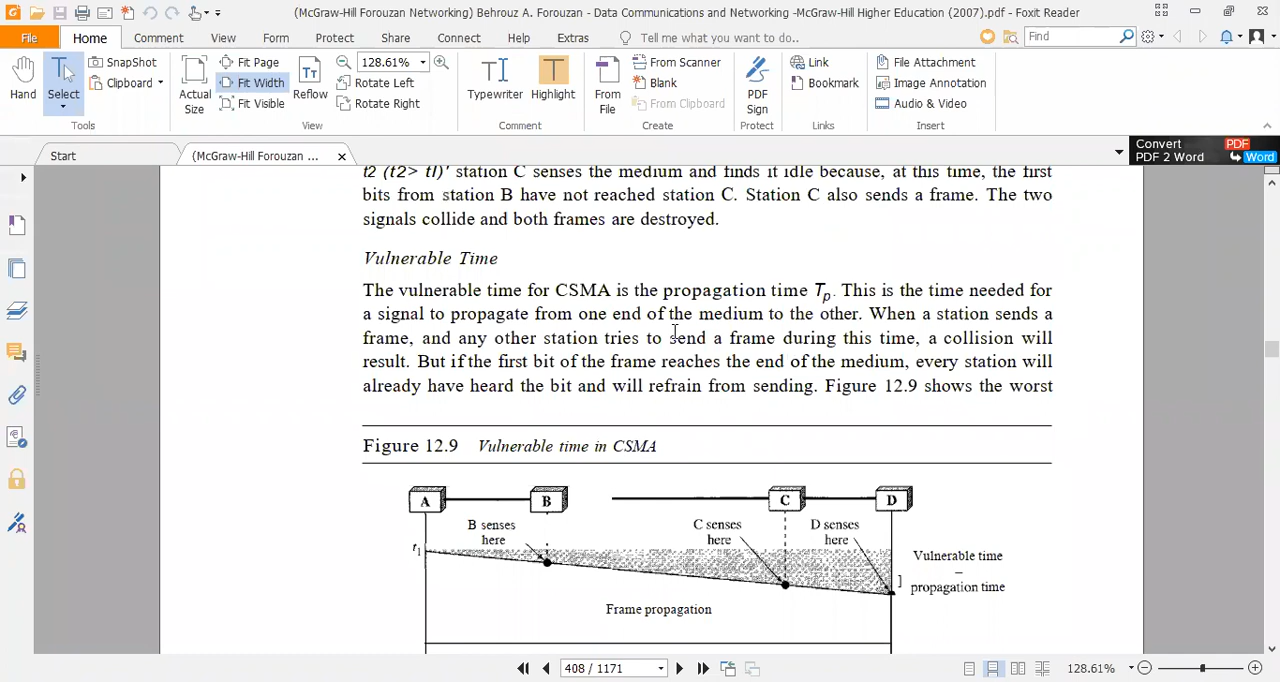 (McGraw-Hill Forouzan Networking) Behrouz A. Forouzan - Data Communications and Networking -McGraw-Hill Higher Education (2007).pdf - Foxit Reader
File Home Comment View Form Protect Share Connect Help Extras Tell me what you want to do... Find
Hand
Select
SnapShot
Clipboard
Tools
Actual Size
Fit Page
Fit Width
Fit Visible
Reflow
128.61%
Rotate Left
Rotate Right
View
Typewriter
Highlight
Comment
From File
From Scanner
Blank
From Clipboard
Create
PDF Sign
Protect
Link
Bookmark
Links
File Attachment
Image Annotation
Audio & Video
Insert
Start
(McGraw-Hill Forouzan ...
Convert PDF
PDF 2 Word Word
t2 (t2> tl)' station C senses the medium and finds it idle because, at this time, the first
bits from station B have not reached station C. Station C also sends a frame. The two
signals collide and both frames are destroyed.
Vulnerable Time
The vulnerable time for CSMA is the propagation time Tp. This is the time needed for
a signal to propagate from one end of the medium to the other. When a station sends a
frame, and any other station tries to send a frame during this time, a collision will
result. But if the first bit of the frame reaches the end of the medium, every station will
already have heard the bit and will refrain from sending. Figure 12.9 shows the worst
Figure 12.9 Vulnerable time in CSMA
A B C D
B senses here
C senses here
D senses here
t1
Vulnerable time
–
propagation time
Frame propagation
408 / 1171
128.61%